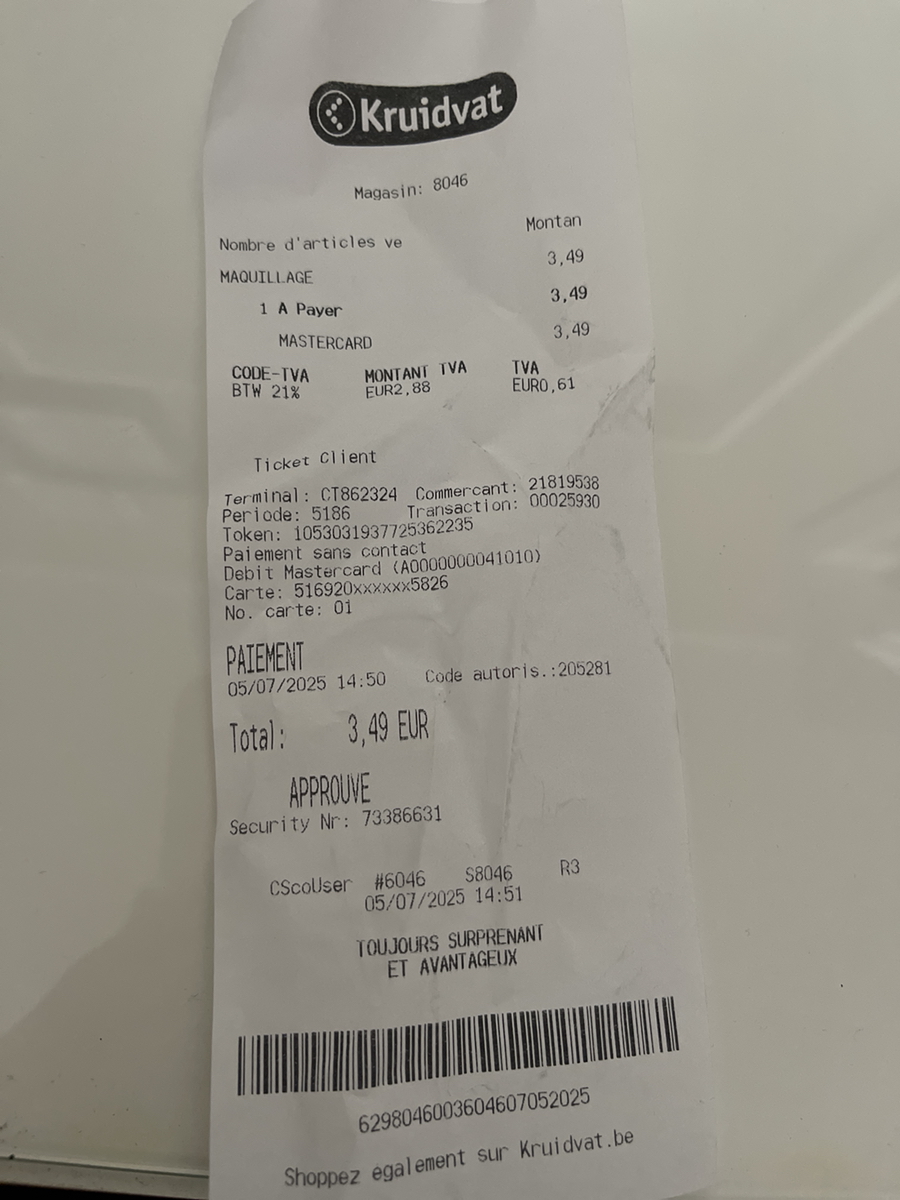 Kruidvat
Magasin: 8046
Montan
Nombre d'articles ve
MAQUILLAGE 3,49
1 A Payer 3,49
MASTERCARD 3,49
CODE-TVA MONTANT TVA TVA
BTW 21% EUR2,88 EUR0,61
Ticket Client
Terminal: CT862324 Commercant: 21819538
Periode: 5186 Transaction: 00025930
Token: 1053031937725362235
Paiement sans contact
Debit Mastercard (A0000000041010)
Carte: 516920xxxxxx5826
No. carte: 01
PAIEMENT
05/07/2025 14:50 Code autoris.:205281
Total: 3,49 EUR
APPROUVE
Security Nr: 73386631
CScoUser #6046 S8046 R3
05/07/2025 14:51
TOUJOURS SURPRENANT
ET AVANTAGEUX
6298046003604607052025
Shoppez également sur Kruidvat.be